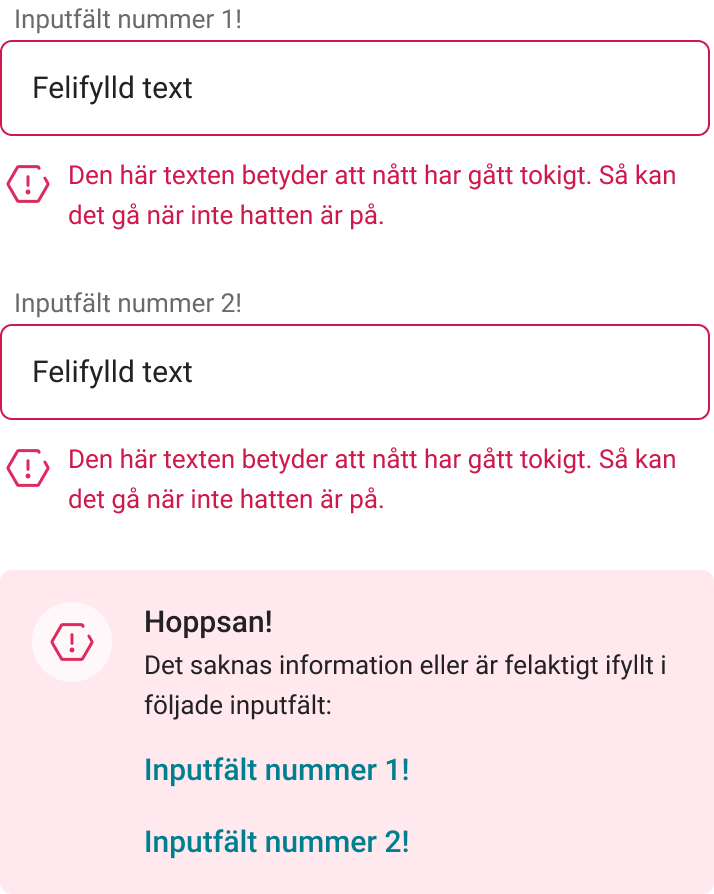 Inputfält nummer 1!
Felifylld text
Den här texten betyder att nått har gått tokigt. Så kan
det gå när inte hatten är på.
Inputfält nummer 2!
Felifylld text
Den här texten betyder att nått har gått tokigt. Så kan
det gå när inte hatten är på.
Hoppsan!
Det saknas information eller är felaktigt ifyllt i
följade inputfält:
Inputfält nummer 1!
Inputfält nummer 2!